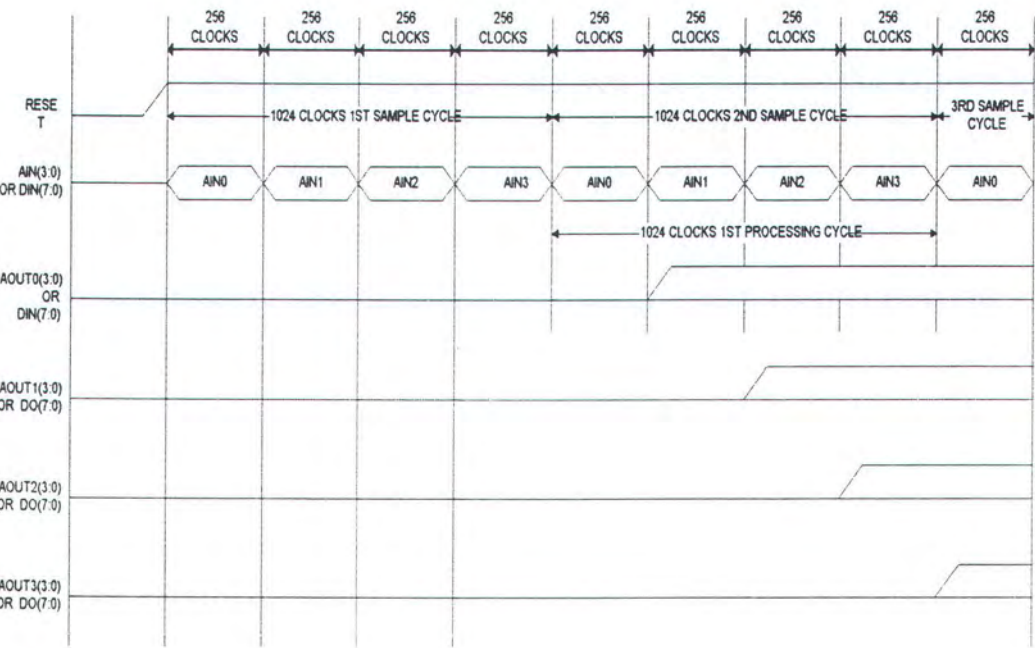 256 CLOCKS
256 CLOCKS
256 CLOCKS
256 CLOCKS
256 CLOCKS
256 CLOCKS
256 CLOCKS
256 CLOCKS
256 CLOCKS
RESE
T
1024 CLOCKS 1ST SAMPLE CYCLE
1024 CLOCKS 2ND SAMPLE CYCLE
3RD SAMPLE
CYCLE
AIN(3:0)
OR DIN(7:0)
AIN0
AIN1
AIN2
AIN3
AIN0
AIN1
AIN2
AIN3
AIN0
1024 CLOCKS 1ST PROCESSING CYCLE
AOUT0(3:0)
OR
DIN(7:0)
AOUT1(3:0)
OR DO(7:0)
AOUT2(3:0)
OR DO(7:0)
AOUT3(3:0)
OR DO(7:0)